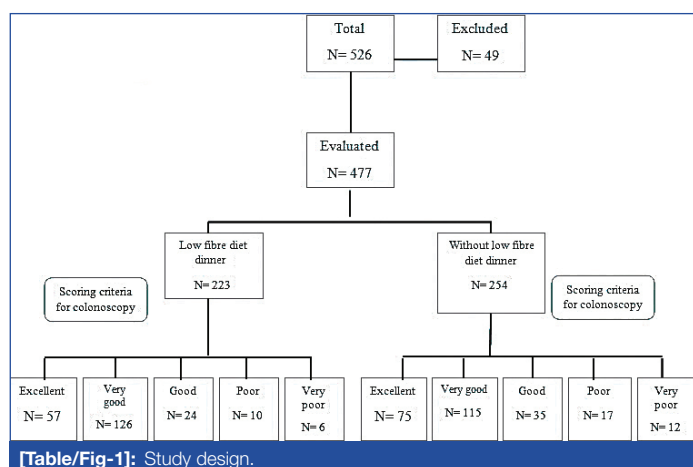 Total
N= 526
Excluded
N= 49
Evaluated
N= 477
Low fibre diet
dinner
N= 223
Without low fibre
diet dinner
N= 254
Scoring criteria
for colonoscopy
Scoring criteria
for colonoscopy
Excellent
N= 57
Very
good
N= 126
Good
N= 24
Poor
N= 10
Very
poor
N= 6
Excellent
N= 75
Very good
N= 115
Good
N= 35
Poor
N= 17
Very
poor
N= 12
[Table/Fig-1]: Study design.